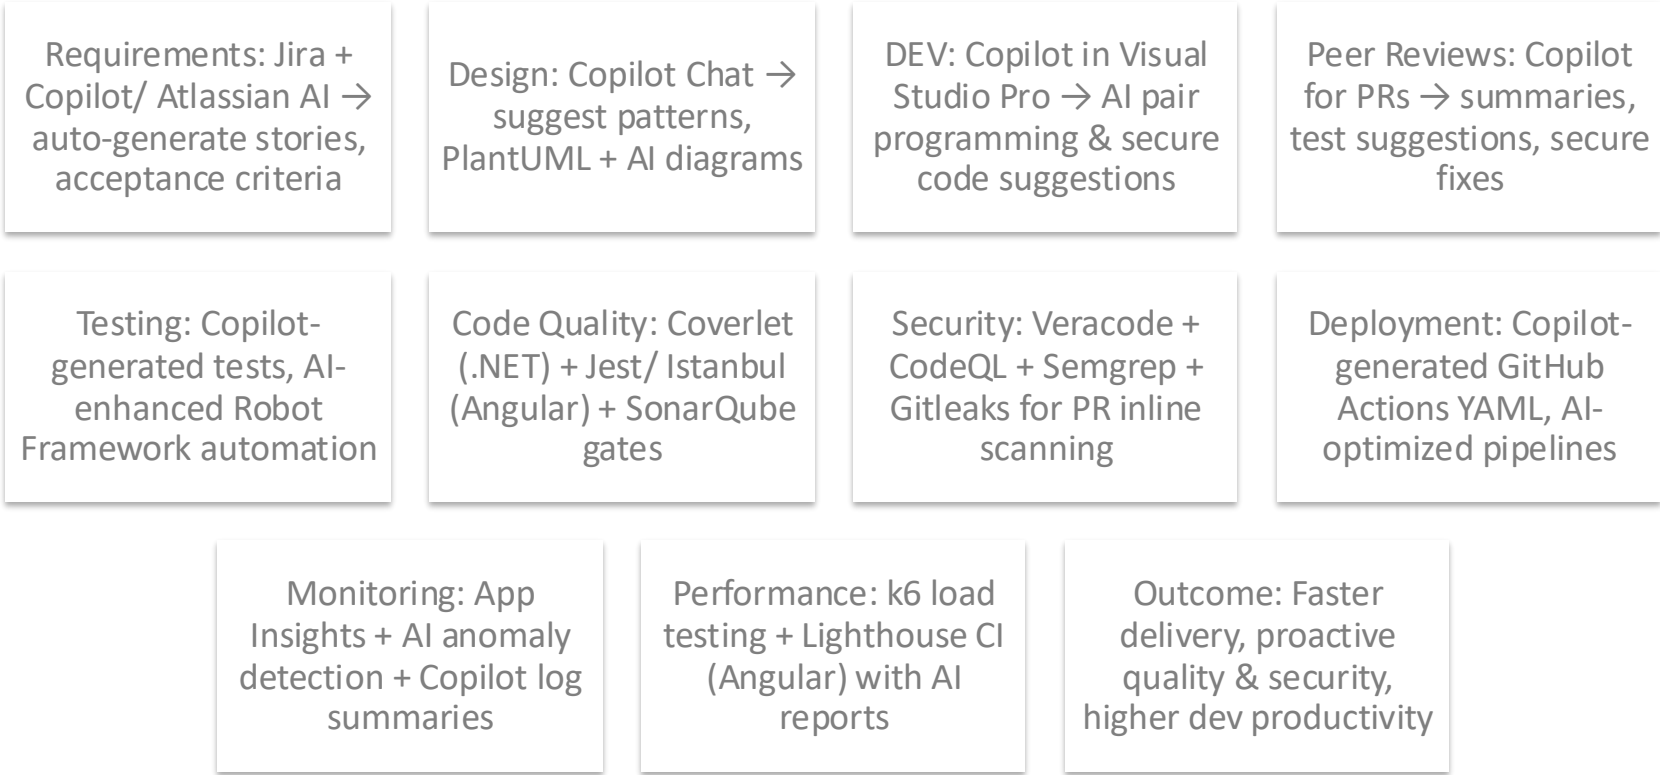 Requirements: Jira +
Copilot/ Atlassian AI →
auto-generate stories,
acceptance criteria
Design: Copilot Chat →
suggest patterns,
PlantUML + AI diagrams
DEV: Copilot in Visual
Studio Pro → AI pair
programming & secure
code suggestions
Peer Reviews: Copilot
for PRs → summaries,
test suggestions, secure
fixes
Testing: Copilot-
generated tests, AI-
enhanced Robot
Framework automation
Code Quality: Coverlet
(.NET) + Jest/ Istanbul
(Angular) + SonarQube
gates
Security: Veracode +
CodeQL + Semgrep +
Gitleaks for PR inline
scanning
Deployment: Copilot-
generated GitHub
Actions YAML, AI-
optimized pipelines
Monitoring: App
Insights + AI anomaly
detection + Copilot log
summaries
Performance: k6 load
testing + Lighthouse CI
(Angular) with AI
reports
Outcome: Faster
delivery, proactive
quality & security,
higher dev productivity